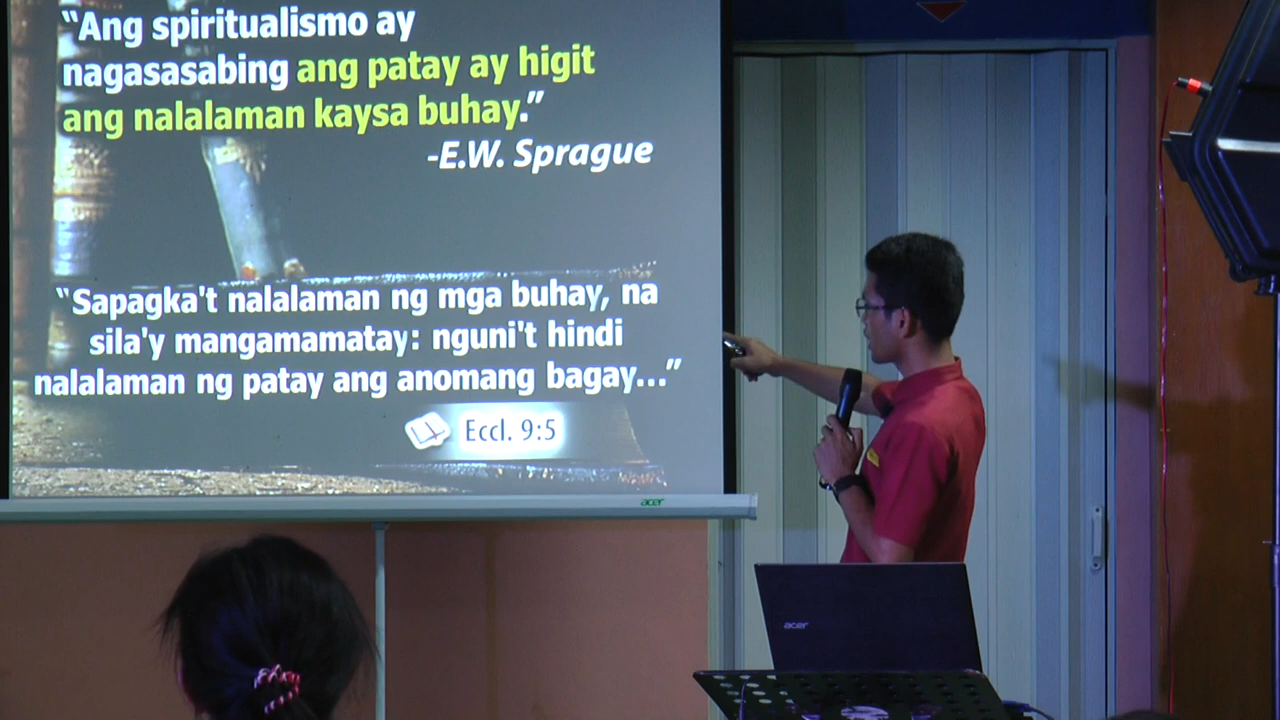 “Ang spiritualismo ay
nagasasabing ang patay ay higit
ang nalalaman kaysa buhay.”
-E.W. Sprague
“Sapagka't nalalaman ng mga buhay, na
sila'y mangamamatay: nguni't hindi
nalalaman ng patay ang anomang bagay...”
Eccl. 9:5
acer
acer